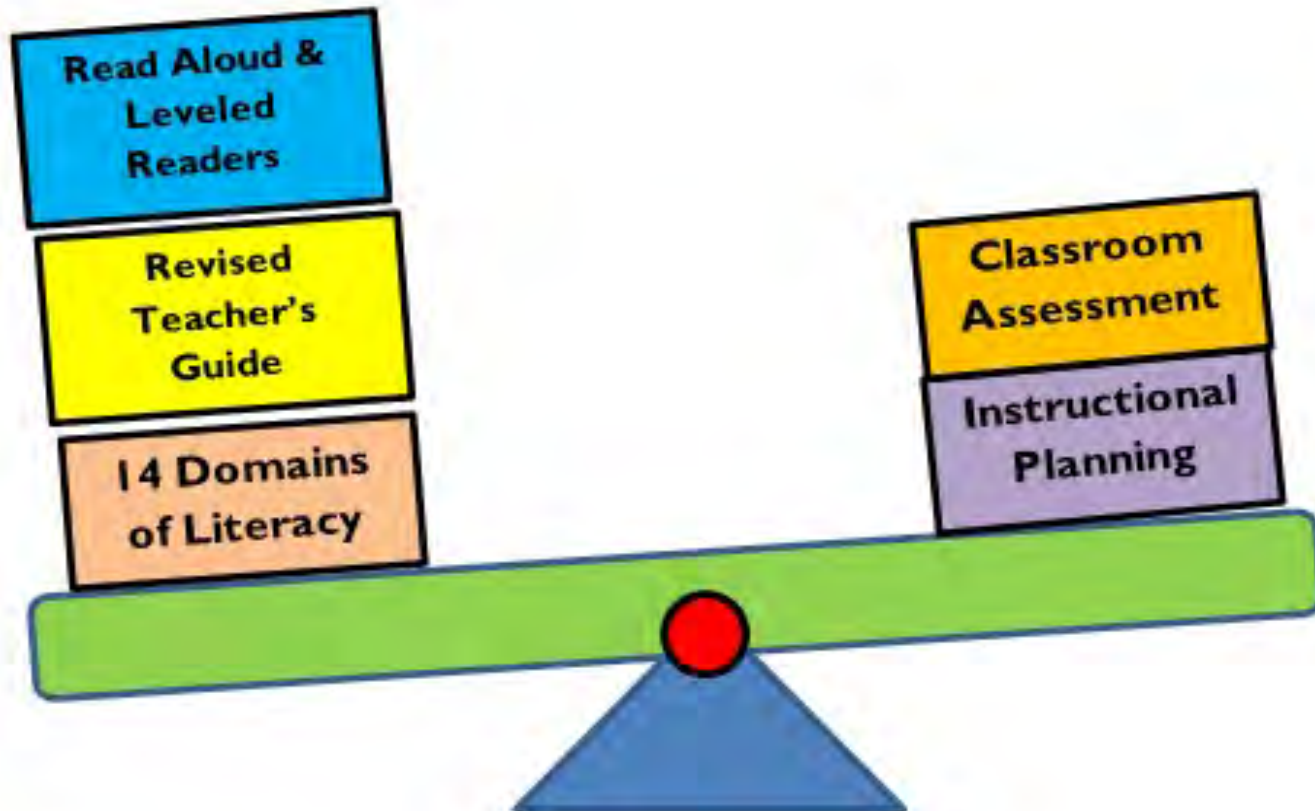 Read Aloud &
Leveled
Readers
Revised
Teacher's
Guide
14 Domains
of Literacy
Classroom
Assessment
Instructional
Planning